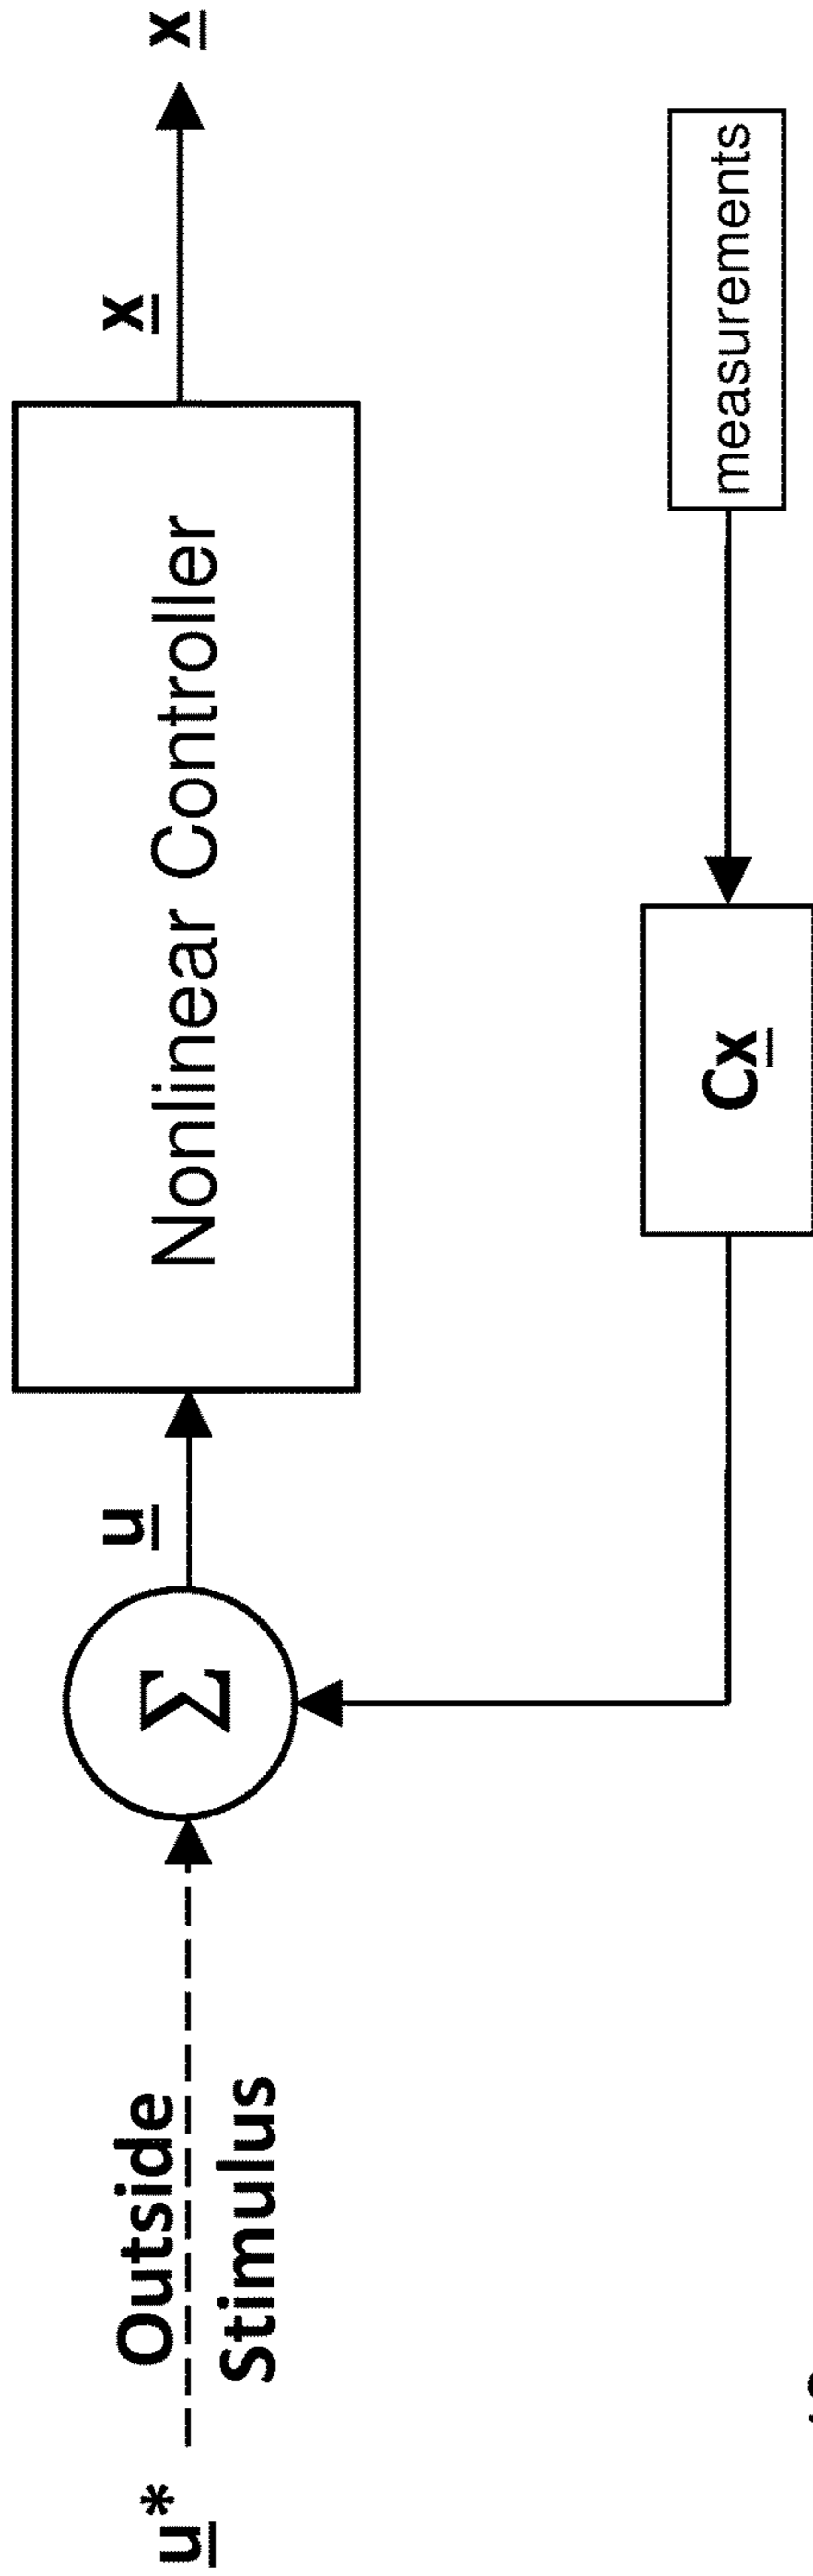 u* Outside
Stimulus
Σ
u
Nonlinear Controller
x
x
Cx
measurements